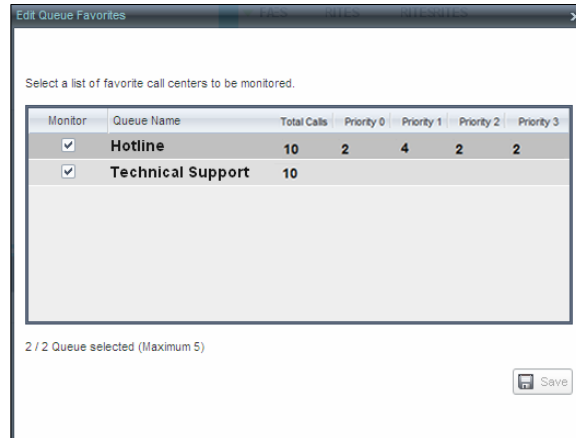 Edit Queue Favorites
Select a list of favorite call centers to be monitored.
Monitor Queue Name Total Calls Priority 0 Priority 1 Priority 2 Priority 3
Hotline 10 2 4 2 2
Technical Support 10
2 / 2 Queue selected (Maximum 5)
Save